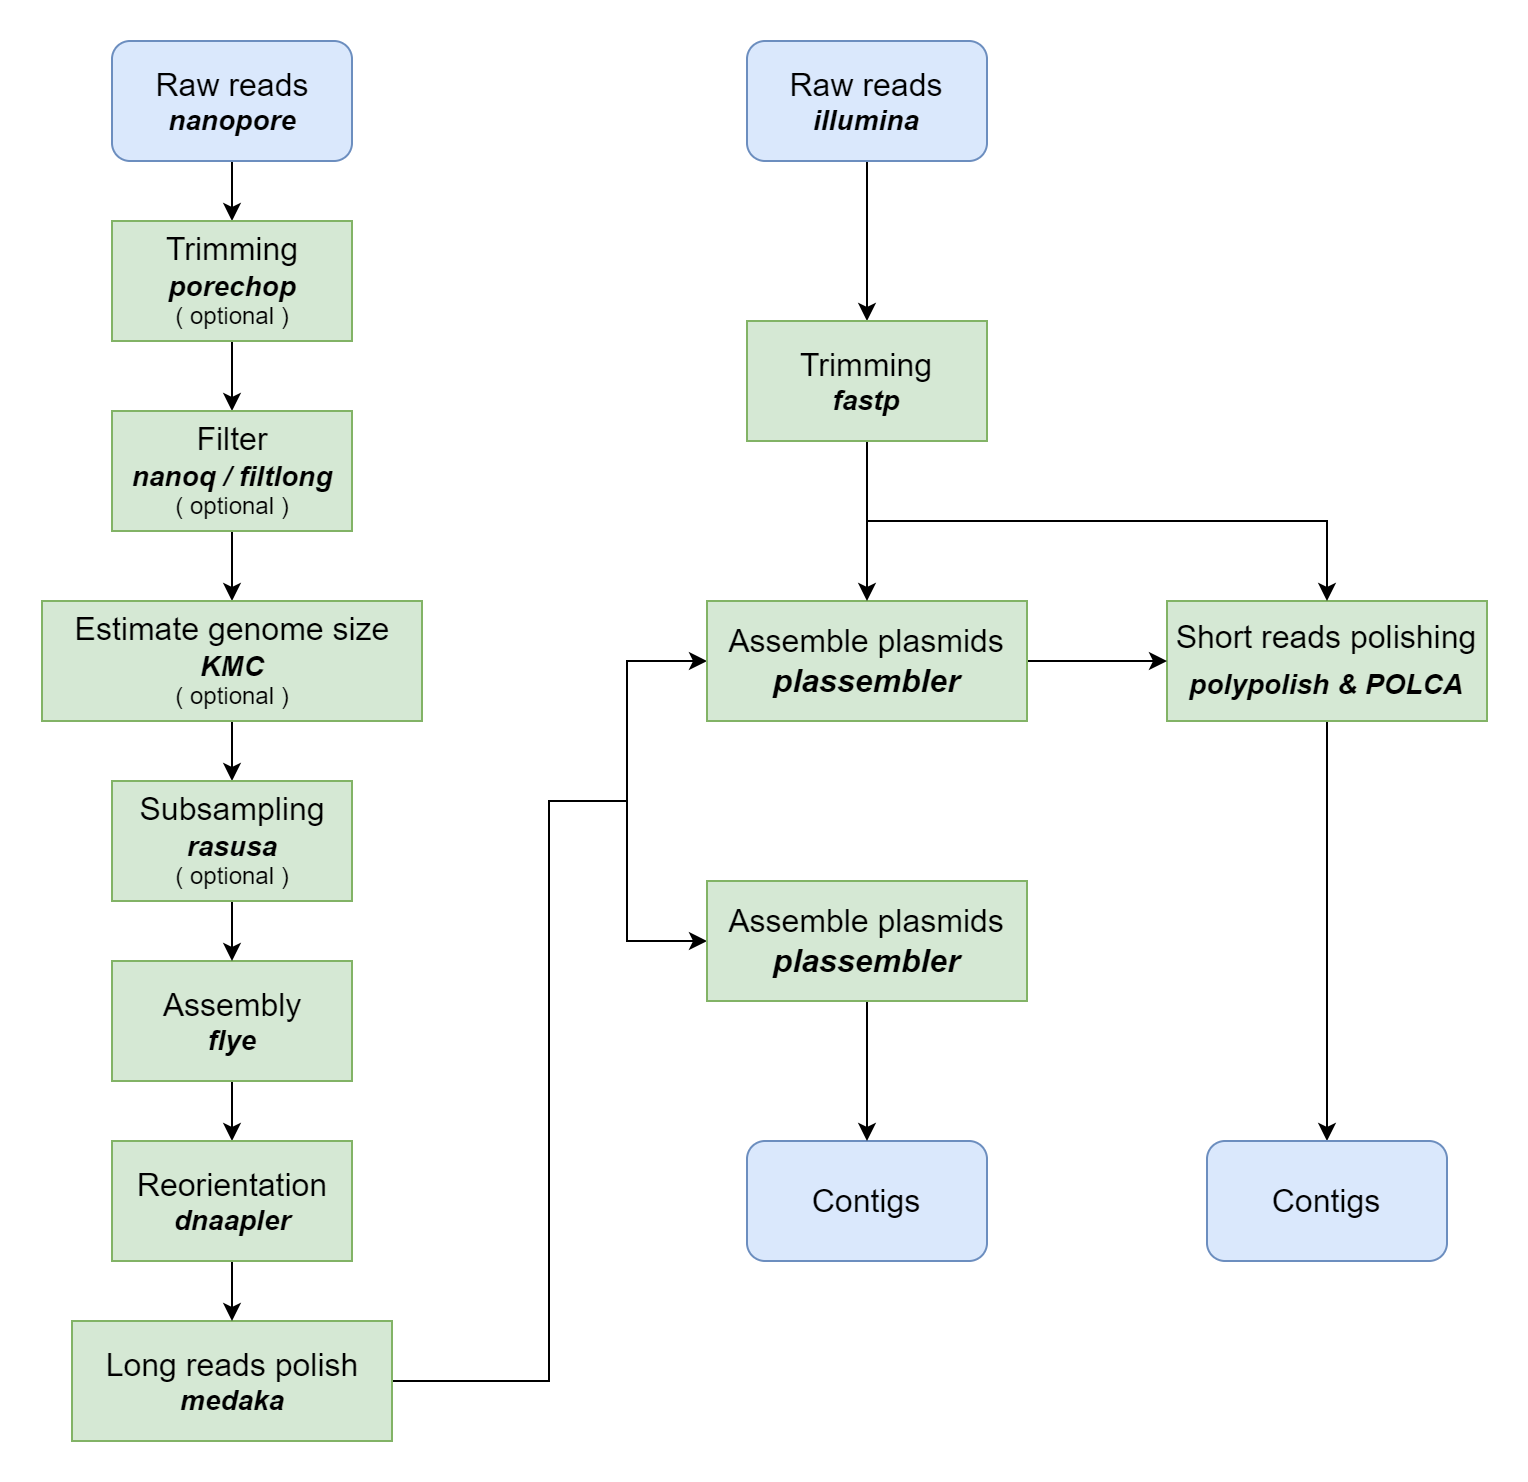 Raw reads
nanopore
Trimming
porechop
( optional )
Filter
nanoq / filtlong
( optional )
Estimate genome size
KMC
( optional )
Subsampling
rasusa
( optional )
Assembly
flye
Reorientation
dnaapler
Long reads polish
medaka
Raw reads
illumina
Trimming
fastp
Assemble plasmids
plassembler
Short reads polishing
polypolish & POLCA
Assemble plasmids
plassembler
Contigs
Contigs